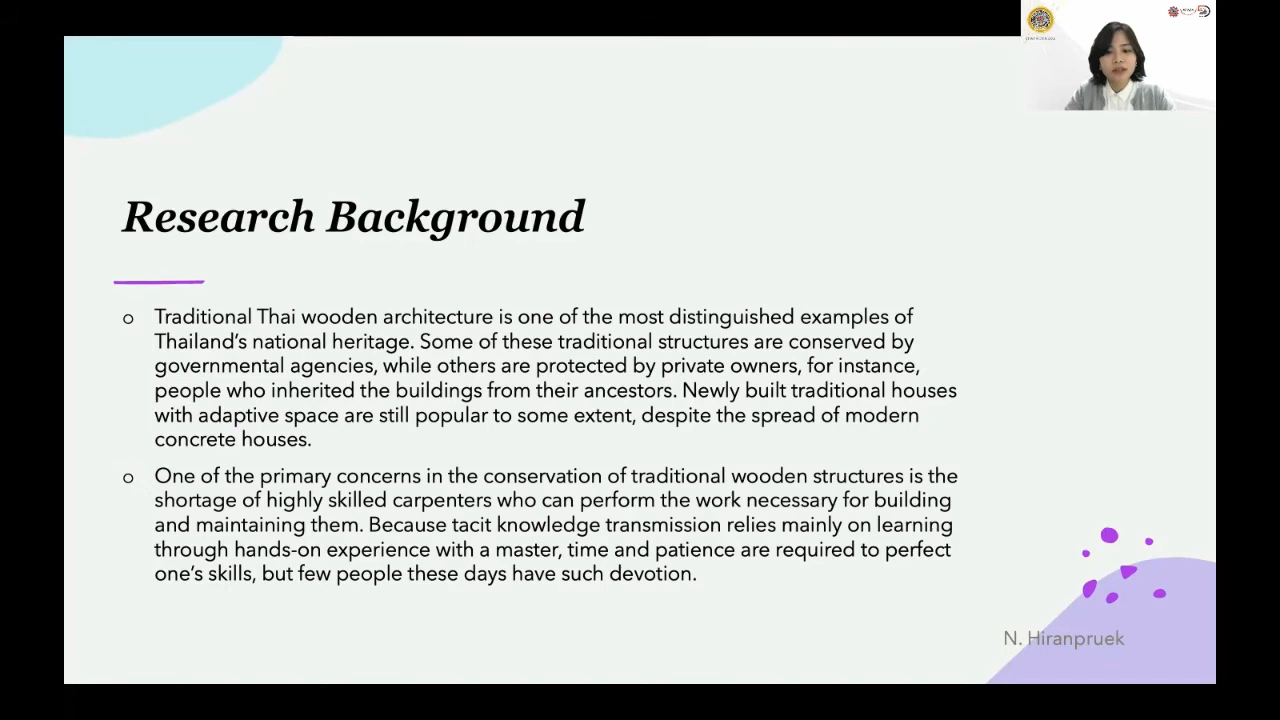 Research Background
o Traditional Thai wooden architecture is one of the most distinguished examples of
Thailand's national heritage. Some of these traditional structures are conserved by
governmental agencies, while others are protected by private owners, for instance,
people who inherited the buildings from their ancestors. Newly built traditional houses
with adaptive space are still popular to some extent, despite the spread of modern
concrete houses.
o One of the primary concerns in the conservation of traditional wooden structures is the
shortage of highly skilled carpenters who can perform the work necessary for building
and maintaining them. Because tacit knowledge transmission relies mainly on learning
through hands-on experience with a master, time and patience are required to perfect
one's skills, but few people these days have such devotion.
N. Hiranpruek